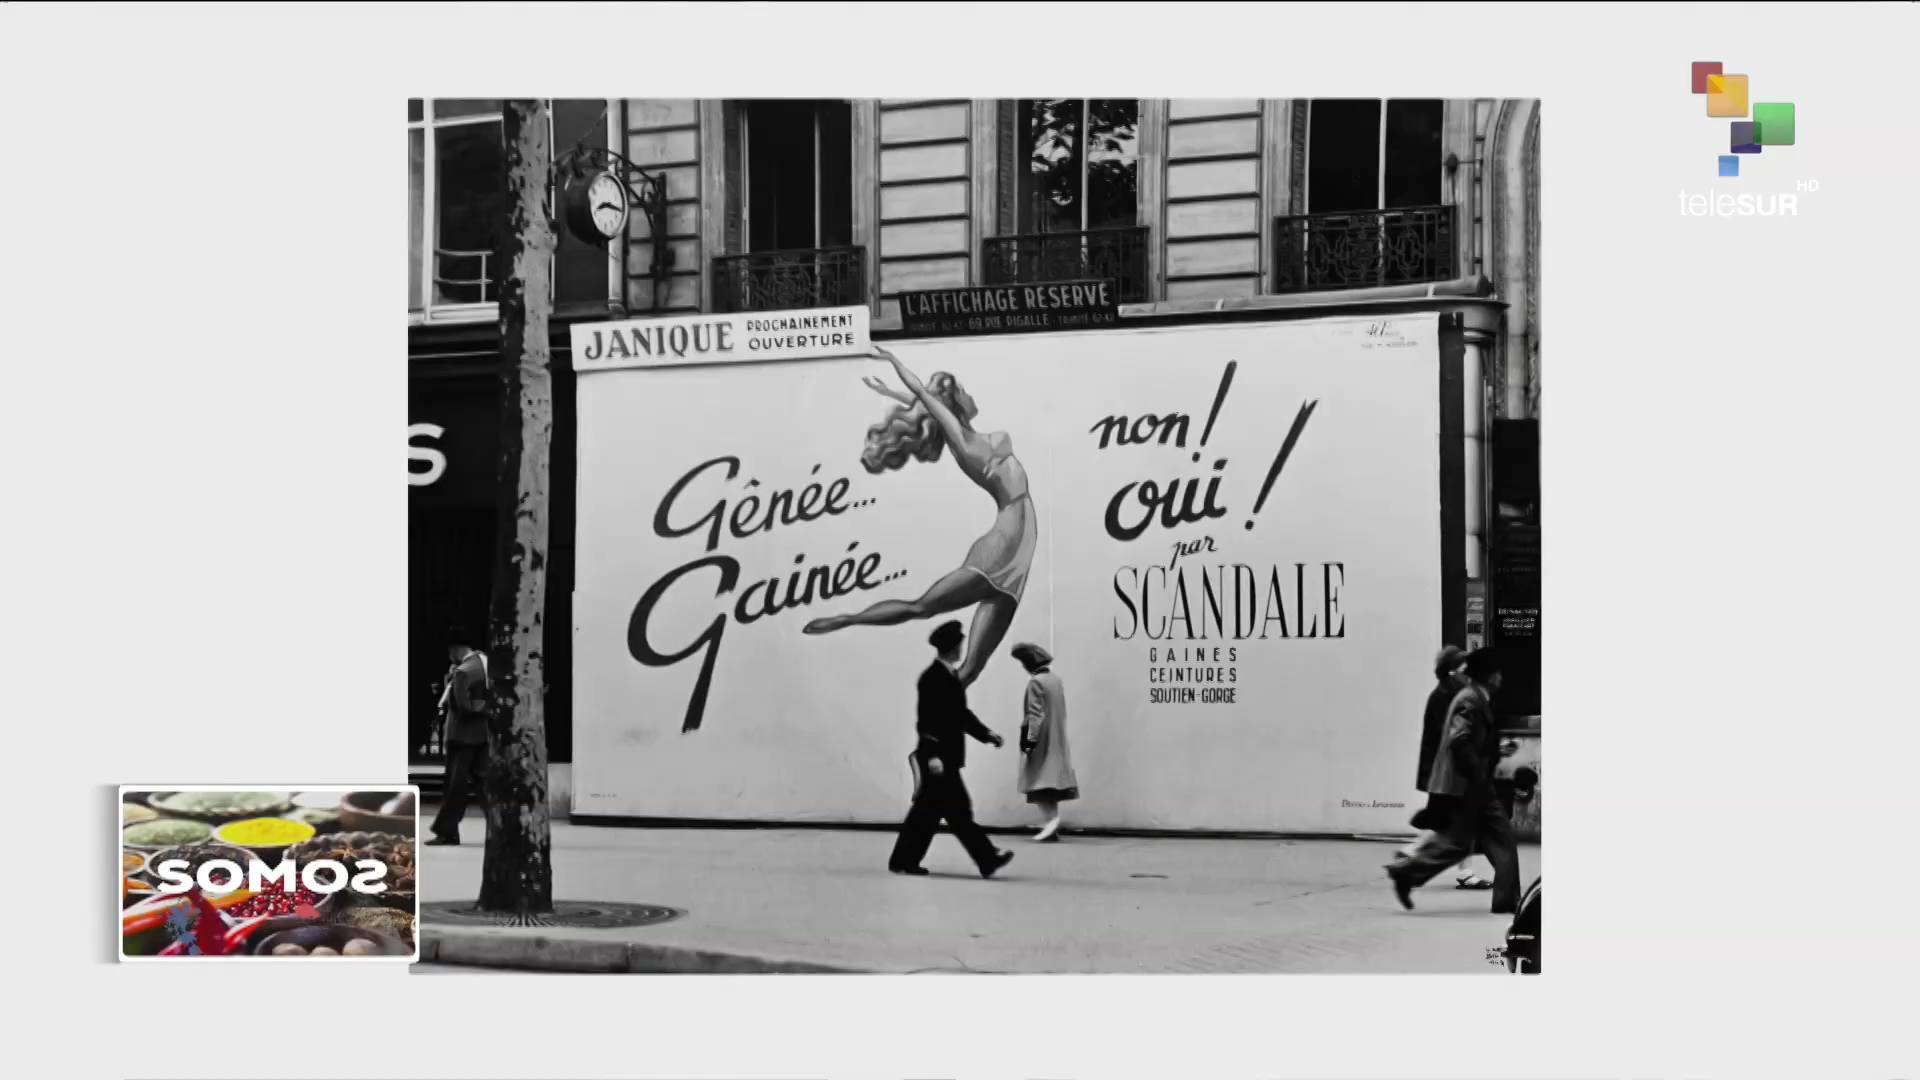 teleSUR HD
L'AFFICHAGE RÉSERVÉ
69 RUE PIGALLE
JANIQUE PROCHAINEMENT
OUVERTURE
S
Gênée...
Gainée...
non!
oui!
par
SCANDALE
GAINES
CEINTURES
SOUTIEN-GORGE
SOMOS